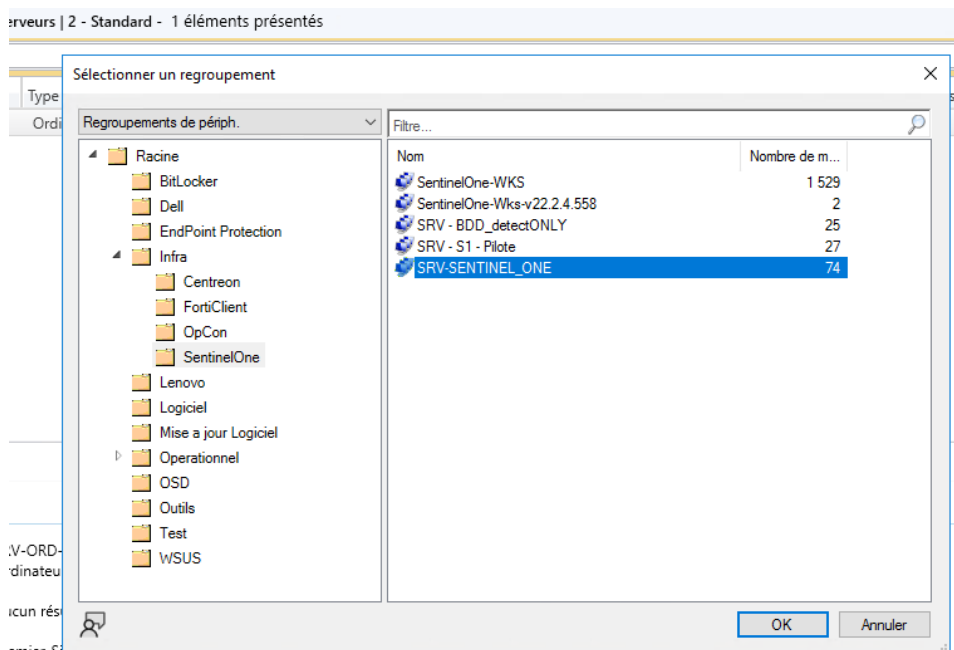 erveurs | 2 - Standard - 1 éléments présentés
Sélectionner un regroupement
Type
Ordi
Regroupements de périph.
Filtre...
Racine
BitLocker
Dell
EndPoint Protection
Infra
Centreon
FortiClient
OpCon
SentinelOne
Lenovo
Logiciel
Mise a jour Logiciel
Operationnel
OSD
Outils
Test
WSUS
Nom Nombre de m...
SentinelOne-WKS 1 529
SentinelOne-Wks-v22.2.4.558 2
SRV - BDD_detectONLY 25
SRV - S1 - Pilote 27
SRV-SENTINEL_ONE 74
V-ORD-
rdinateu
ucun rés
OK Annuler